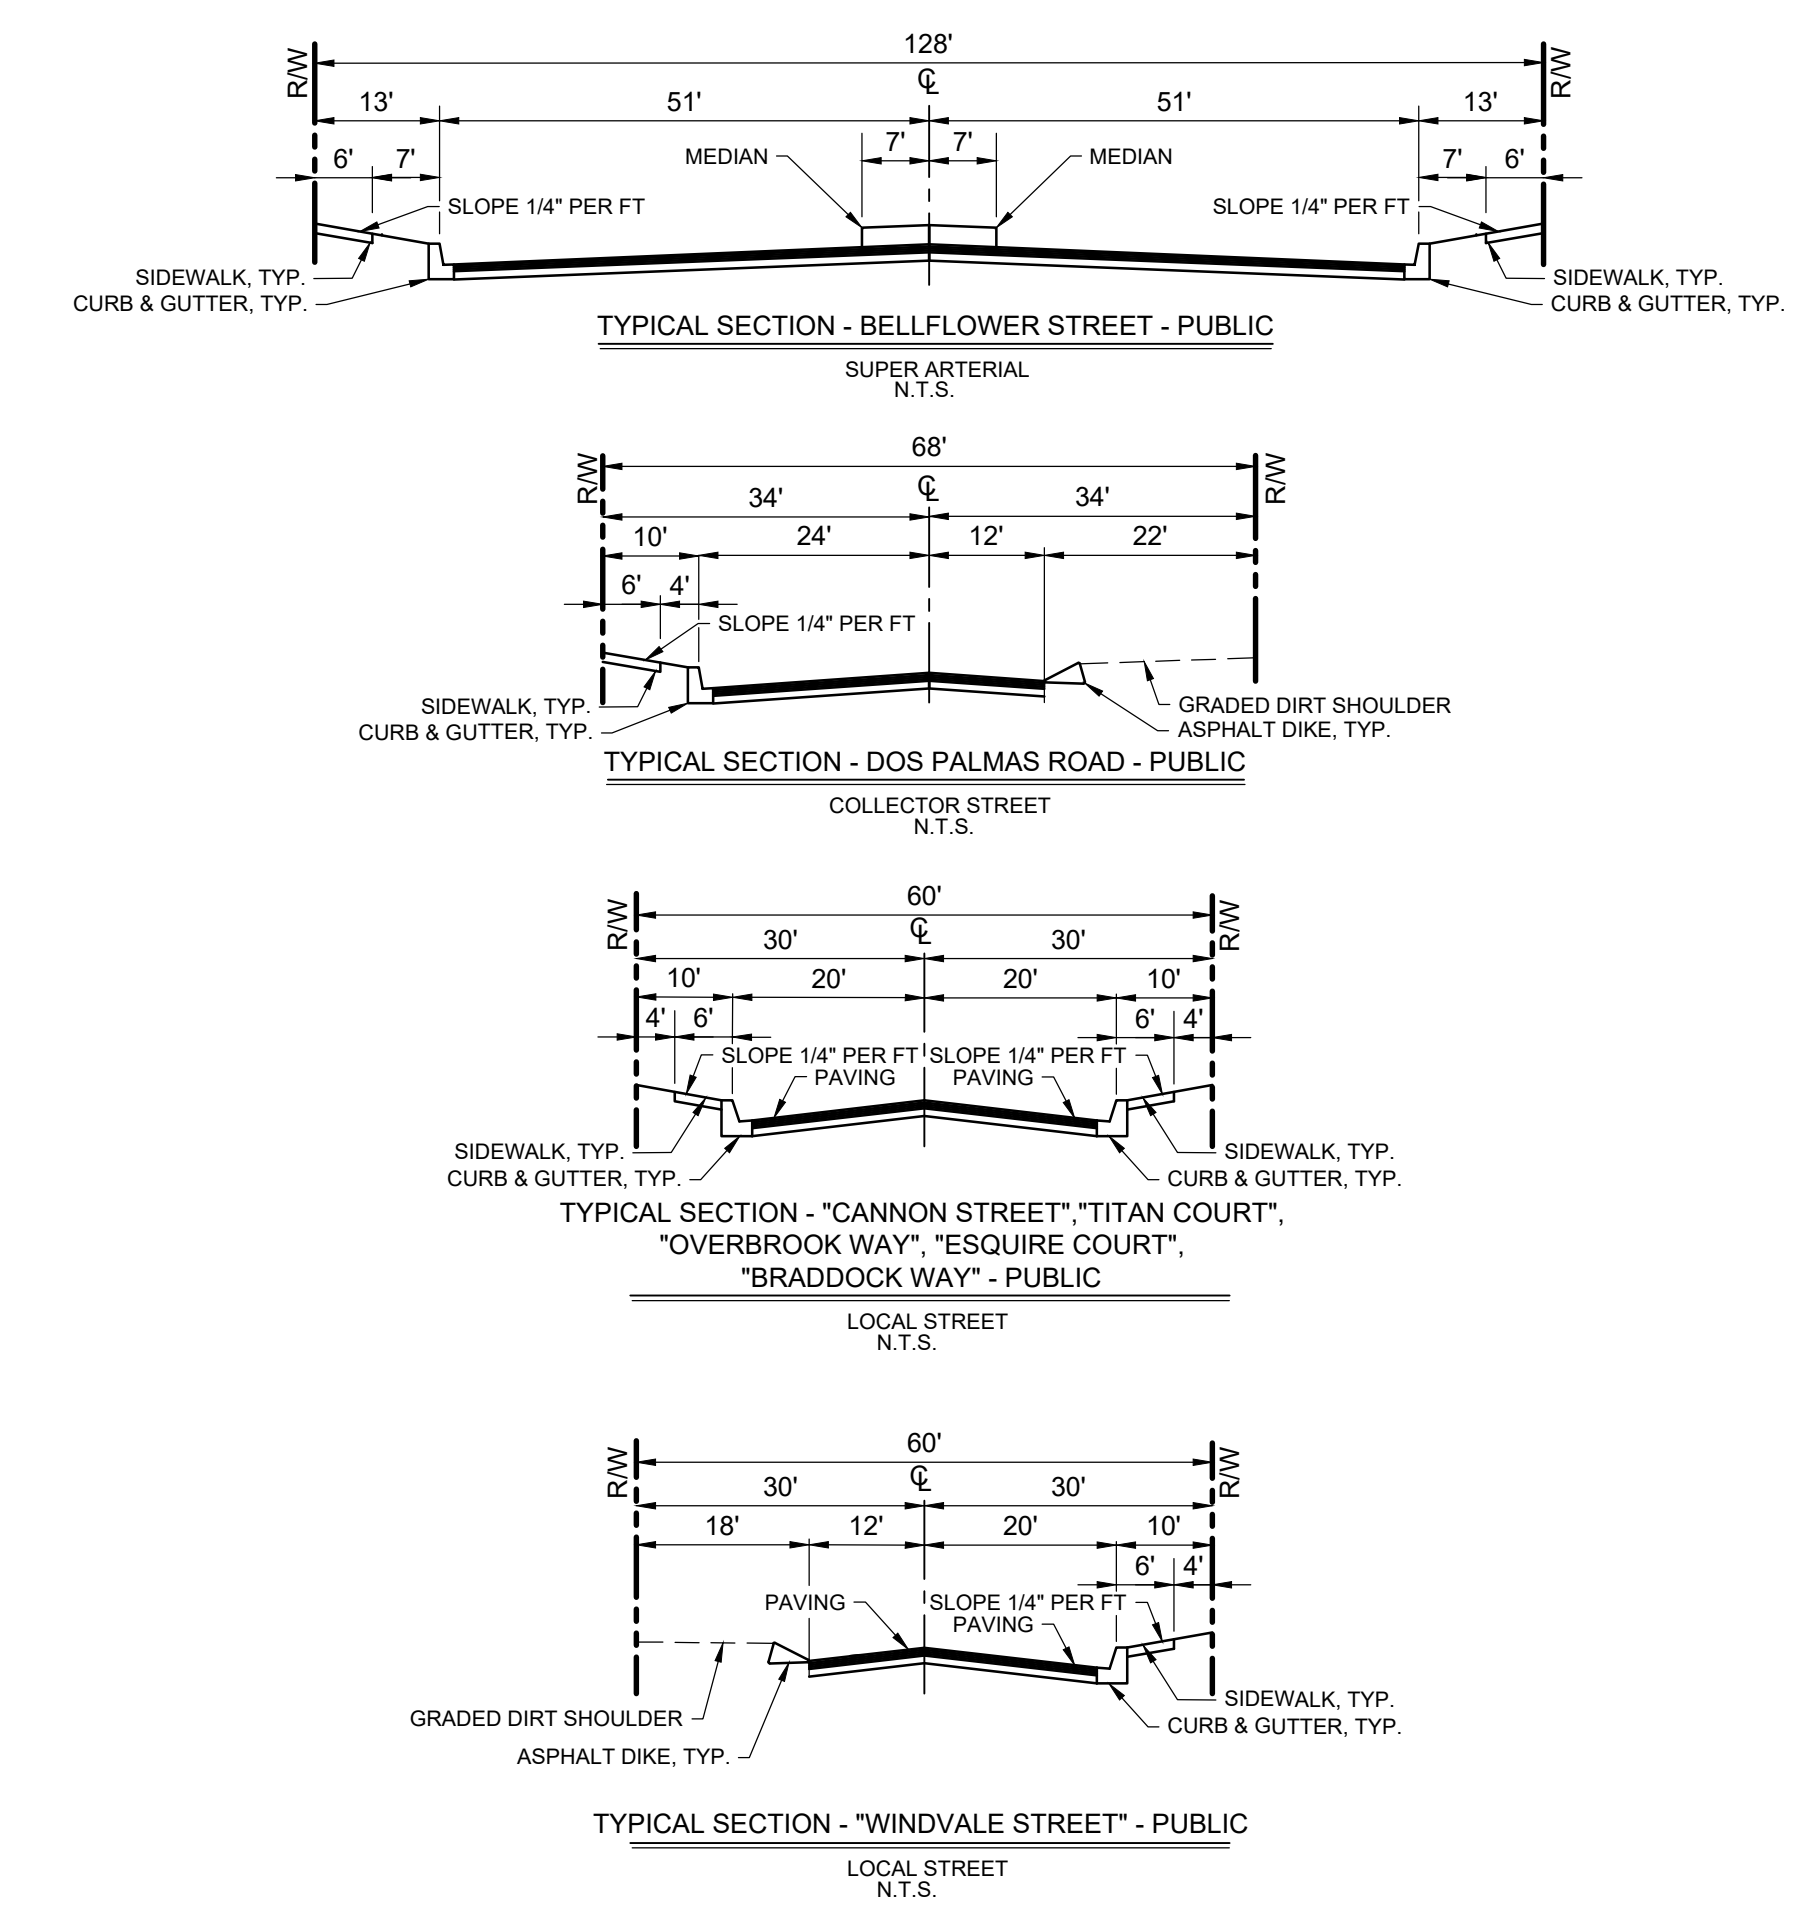 128'
R/W
℄
R/W
13'
51'
51'
13'
6'
7'
MEDIAN
7'
7'
MEDIAN
7'
6'
SLOPE 1/4" PER FT
SLOPE 1/4" PER FT
SIDEWALK, TYP.
SIDEWALK, TYP.
CURB & GUTTER, TYP.
CURB & GUTTER, TYP.
TYPICAL SECTION - BELLFLOWER STREET - PUBLIC
SUPER ARTERIAL
N.T.S.
68'
R/W
℄
R/W
34'
34'
10'
24'
12'
22'
6'
4'
SLOPE 1/4" PER FT
SIDEWALK, TYP.
GRADED DIRT SHOULDER
CURB & GUTTER, TYP.
ASPHALT DIKE, TYP.
TYPICAL SECTION - DOS PALMAS ROAD - PUBLIC
COLLECTOR STREET
N.T.S.
60'
R/W
℄
R/W
30'
30'
10'
20'
20'
10'
4'
6'
6'
4'
SLOPE 1/4" PER FT
SLOPE 1/4" PER FT
PAVING
PAVING
SIDEWALK, TYP.
SIDEWALK, TYP.
CURB & GUTTER, TYP.
CURB & GUTTER, TYP.
TYPICAL SECTION - "CANNON STREET","TITAN COURT",
"OVERBROOK WAY", "ESQUIRE COURT",
"BRADDOCK WAY" - PUBLIC
LOCAL STREET
N.T.S.
60'
R/W
℄
R/W
30'
30'
18'
12'
20'
10'
6'
4'
PAVING
SLOPE 1/4" PER FT
PAVING
GRADED DIRT SHOULDER
SIDEWALK, TYP.
CURB & GUTTER, TYP.
ASPHALT DIKE, TYP.
TYPICAL SECTION - "WINDVALE STREET" - PUBLIC
LOCAL STREET
N.T.S.